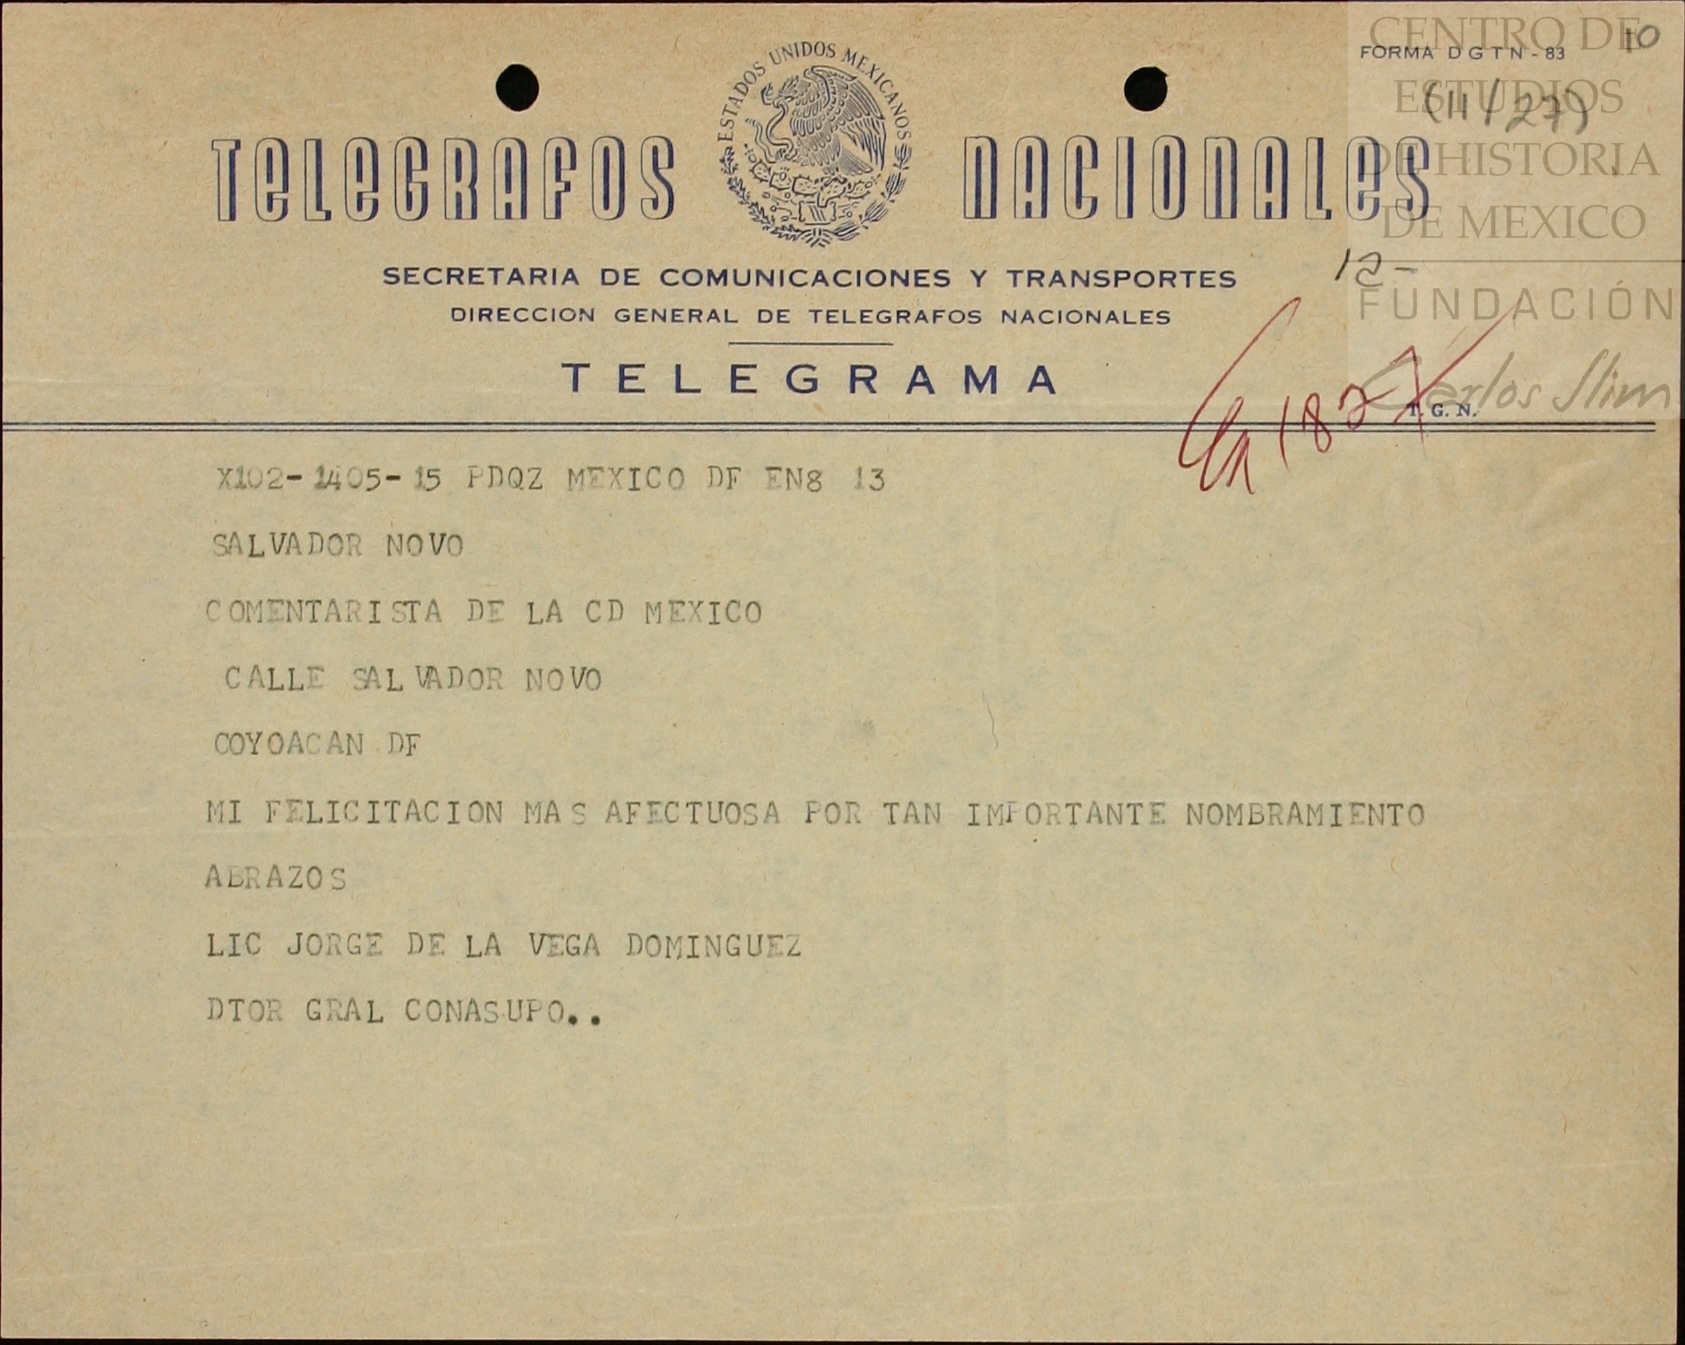 CENTRO DE
ESTUDIOS
DE HISTORIA
DE MEXICO
FUNDACIÓN
Carlos Slim
FORMA DGTN-83
10
(11/27)
ESTADOS UNIDOS MEXICANOS
TELEGRAFOS NACIONALES
12-
SECRETARIA DE COMUNICACIONES Y TRANSPORTES
DIRECCION GENERAL DE TELEGRAFOS NACIONALES
TELEGRAMA
T. G. N.
X102-1405-15 PDQZ MEXICO DF EN8 13
SALVADOR NOVO
COMENTARISTA DE LA CD MEXICO
CALLE SALVADOR NOVO
COYOACAN DF
MI FELICITACION MAS AFECTUOSA POR TAN IMPORTANTE NOMBRAMIENTO
ABRAZOS
LIC JORGE DE LA VEGA DOMINGUEZ
DTOR GRAL CONASUPO..